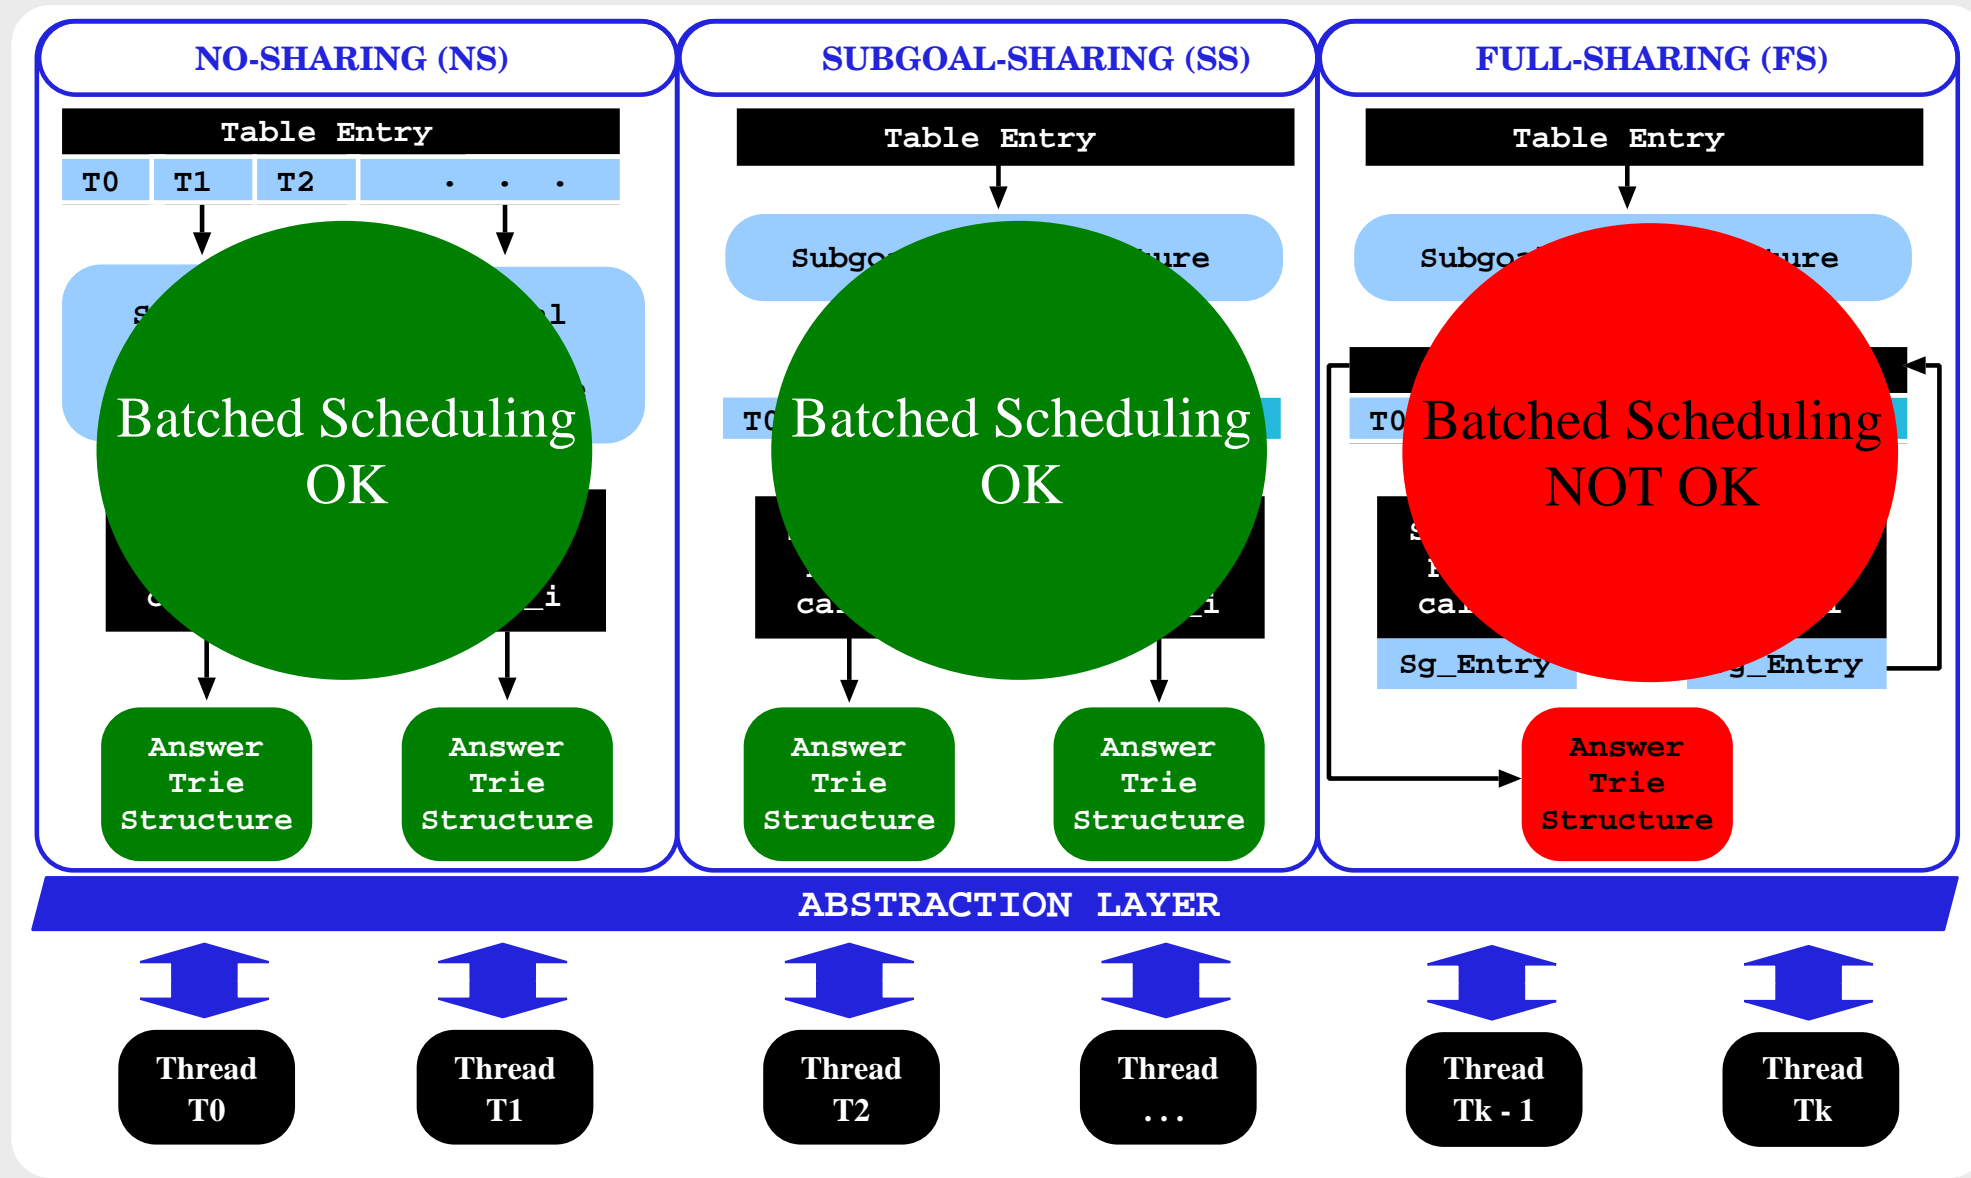 NO-SHARING (NS)
Table Entry
T0 T1 T2 . . .
Batched Scheduling
OK
Answer
Trie
Structure
Answer
Trie
Structure
SUBGOAL-SHARING (SS)
Table Entry
T0
Batched Scheduling
OK
Answer
Trie
Structure
Answer
Trie
Structure
FULL-SHARING (FS)
Table Entry
T0
Batched Scheduling
NOT OK
Sg_Entry
Answer
Trie
Structure
ABSTRACTION LAYER
Thread
T0
Thread
T1
Thread
T2
Thread
. . .
Thread
Tk - 1
Thread
Tk